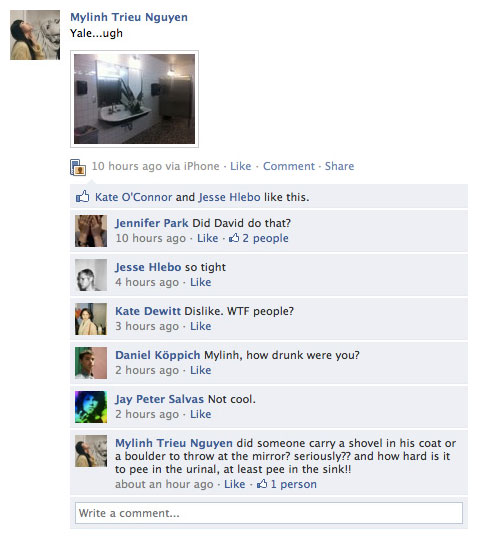 Mylinh Trieu Nguyen
Yale...ugh
10 hours ago via iPhone · Like · Comment · Share
Kate O'Connor and Jesse Hlebo like this.
Jennifer Park Did David do that?
10 hours ago · Like · 2 people
Jesse Hlebo so tight
4 hours ago · Like
Kate Dewitt Dislike. WTF people?
3 hours ago · Like
Daniel Köppich Mylinh, how drunk were you?
2 hours ago · Like
Jay Peter Salvas Not cool.
2 hours ago · Like
Mylinh Trieu Nguyen did someone carry a shovel in his coat or
a boulder to throw at the mirror? seriously?? and how hard is it
to pee in the urinal, at least pee in the sink!!
about an hour ago · Like · 1 person
Write a comment...